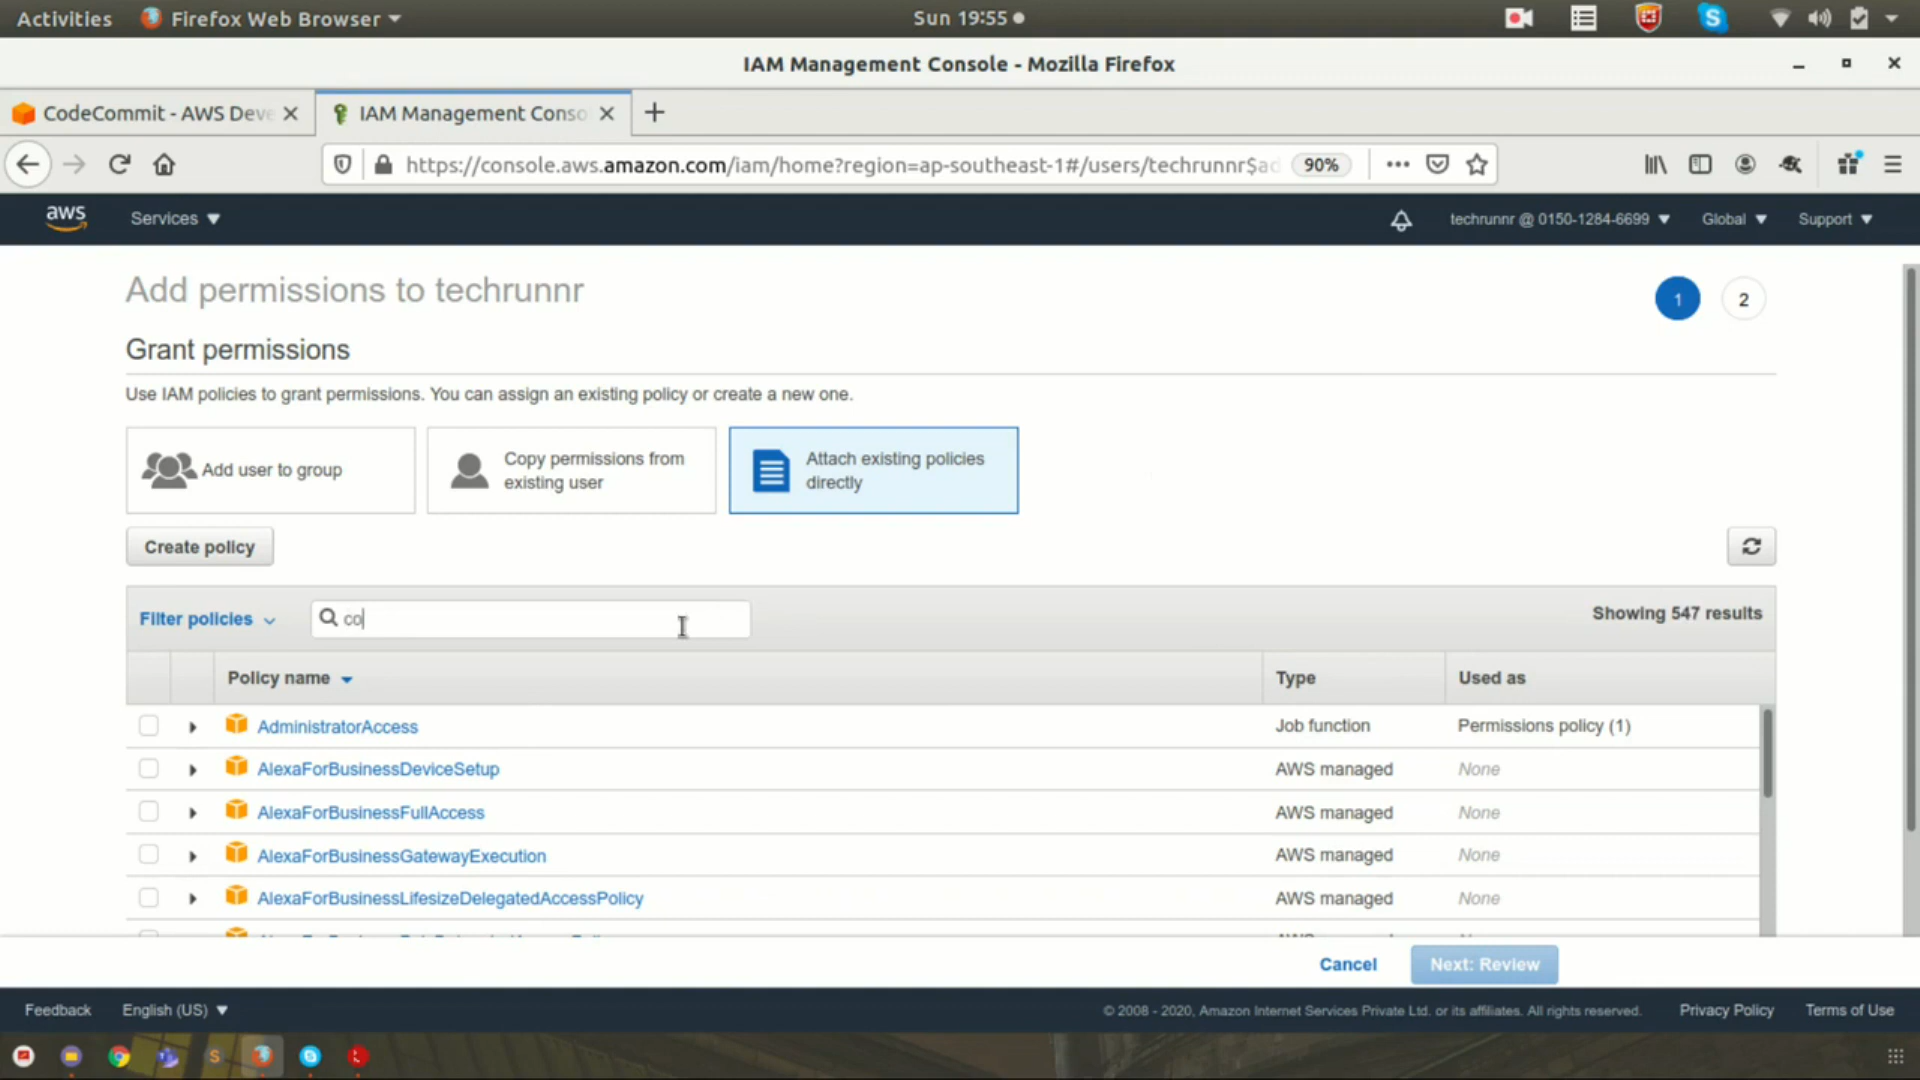 Activities Firefox Web Browser Sun 19:55
IAM Management Console - Mozilla Firefox
CodeCommit - AWS Deve IAM Management Conso
https://console.aws.amazon.com/iam/home?region=ap-southeast-1#/users/techrunnr$ad 90%
aws Services techrunnr @ 0150-1284-6699 Global Support
Add permissions to techrunnr 1 2
Grant permissions
Use IAM policies to grant permissions. You can assign an existing policy or create a new one.
Add user to group
Copy permissions from
existing user
Attach existing policies
directly
Create policy
Filter policies co Showing 547 results
Policy name Type Used as
AdministratorAccess Job function Permissions policy (1)
AlexaForBusinessDeviceSetup AWS managed None
AlexaForBusinessFullAccess AWS managed None
AlexaForBusinessGatewayExecution AWS managed None
AlexaForBusinessLifesizeDelegatedAccessPolicy AWS managed None
Cancel Next: Review
Feedback English (US) © 2008 - 2020, Amazon Internet Services Private Ltd. or its affiliates. All rights reserved. Privacy Policy Terms of Use